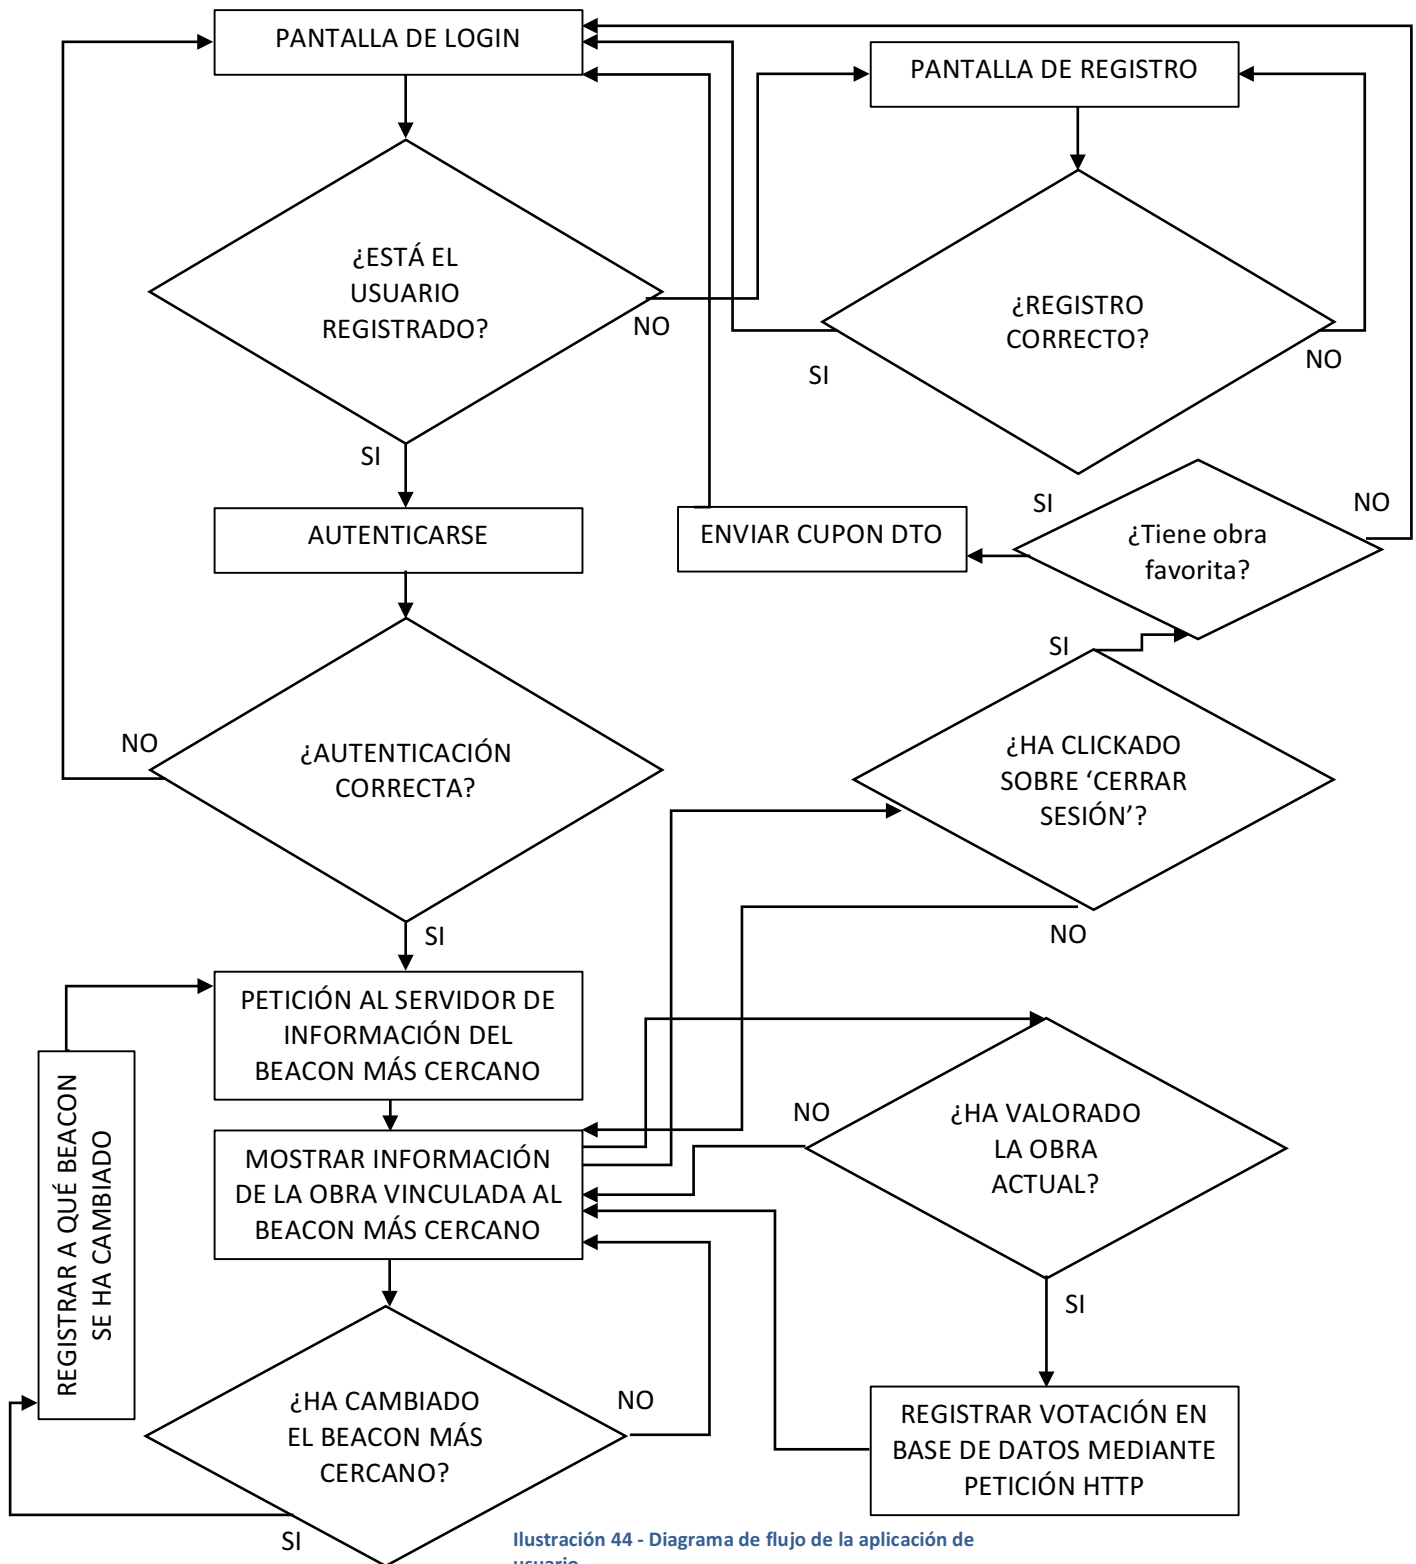 PANTALLA DE LOGIN
PANTALLA DE REGISTRO
¿ESTÁ EL
USUARIO
REGISTRADO?
NO
SI
¿REGISTRO
CORRECTO?
SI
NO
AUTENTICARSE
ENVIAR CUPON DTO
SI
NO
¿Tiene obra
favorita?
¿AUTENTICACIÓN
CORRECTA?
NO
SI
SI
¿HA CLICKADO
SOBRE ‘CERRAR
SESIÓN’?
NO
PETICIÓN AL SERVIDOR DE
INFORMACIÓN DEL
BEACON MÁS CERCANO
REGISTRAR A QUÉ BEACON
SE HA CAMBIADO
MOSTRAR INFORMACIÓN
DE LA OBRA VINCULADA AL
BEACON MÁS CERCANO
NO
¿HA VALORADO
LA OBRA
ACTUAL?
SI
¿HA CAMBIADO
EL BEACON MÁS
CERCANO?
NO
SI
REGISTRAR VOTACIÓN EN
BASE DE DATOS MEDIANTE
PETICIÓN HTTP
Ilustración 44 - Diagrama de flujo de la aplicación de
usuario